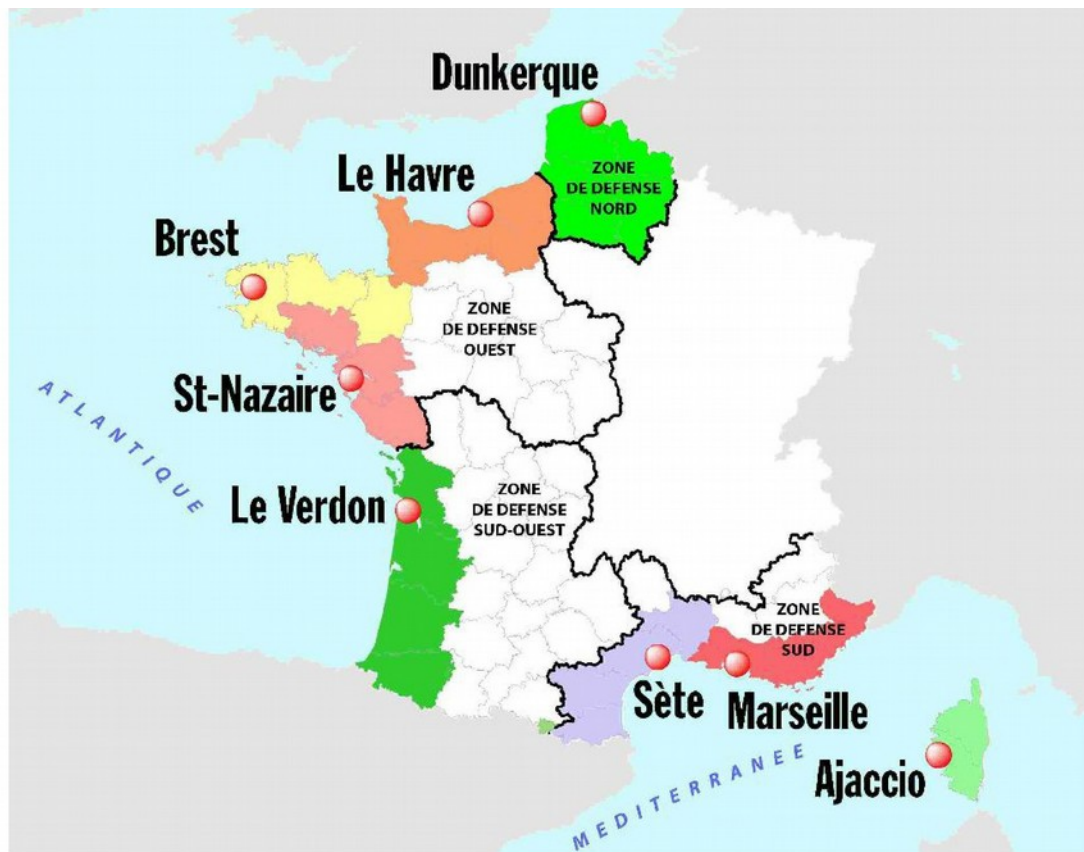 Dunkerque
ZONE
DE DEFENSE
NORD
Le Havre
Brest
ZONE
DE DEFENSE
OUEST
St-Nazaire
ATLANTIQUE
Le Verdon
ZONE
DE DEFENSE
SUD-OUEST
ZONE
DE DEFENSE
SUD
Sète
Marseille
Ajaccio
MEDITERRANEE